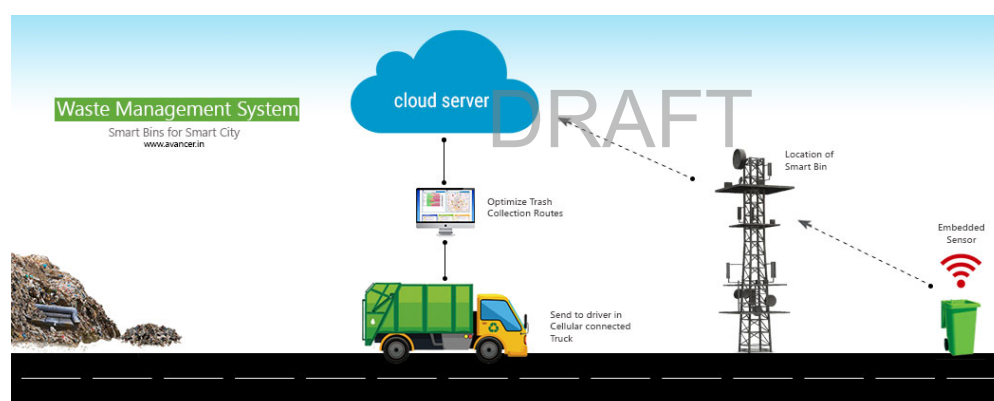 Waste Management System
Smart Bins for Smart City
www.avancer.in
cloud server
DRAFT
Location of
Smart Bin
Optimize Trash
Collection Routes
Embedded
Sensor
Send to driver in
Cellular connected
Truck